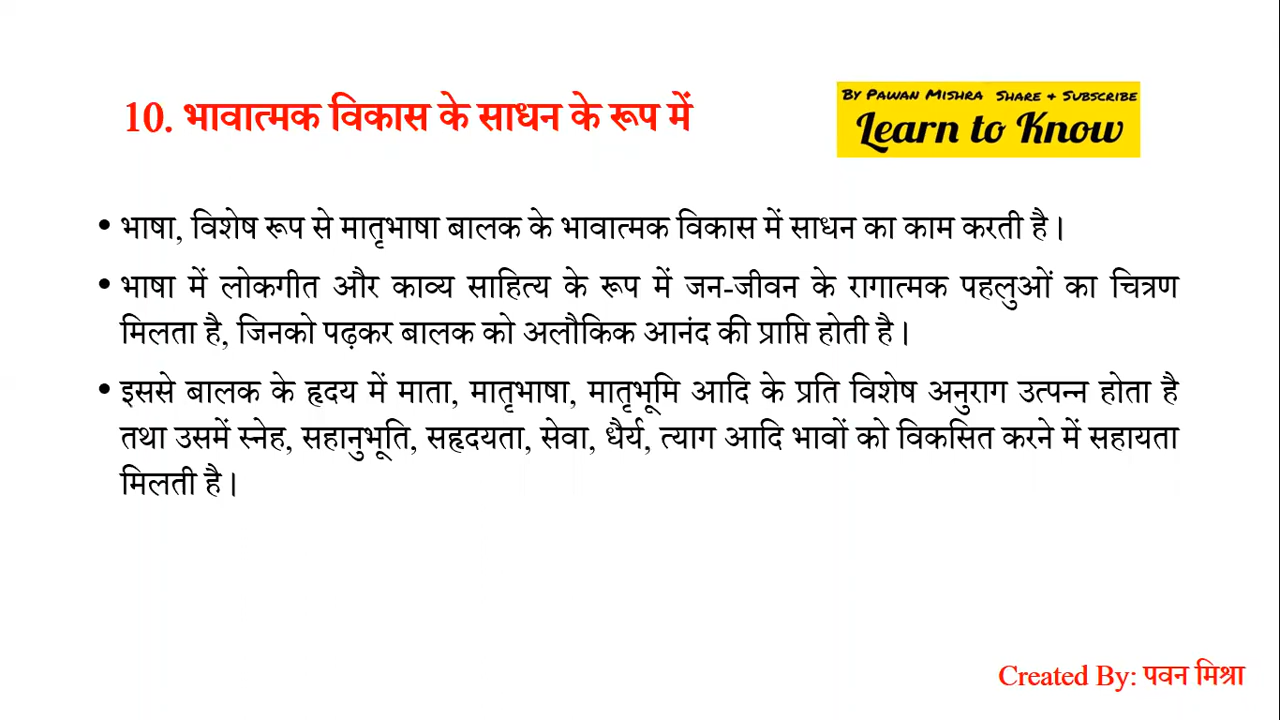 10. भावात्मक विकास के साधन के रूप में
By Pawan Mishra Share + Subscribe
Learn to Know
• भाषा, विशेष रूप से मातृभाषा बालक के भावात्मक विकास में साधन का काम करती है।
• भाषा में लोकगीत और काव्य साहित्य के रूप में जन-जीवन के रागात्मक पहलुओं का चित्रण
मिलता है, जिनको पढ़कर बालक को अलौकिक आनंद की प्राप्ति होती है।
• इससे बालक के हृदय में माता, मातृभाषा, मातृभूमि आदि के प्रति विशेष अनुराग उत्पन्न होता है
तथा उसमें स्नेह, सहानुभूति, सहृदयता, सेवा, धैर्य, त्याग आदि भावों को विकसित करने में सहायता
मिलती है।
Created By: पवन मिश्रा